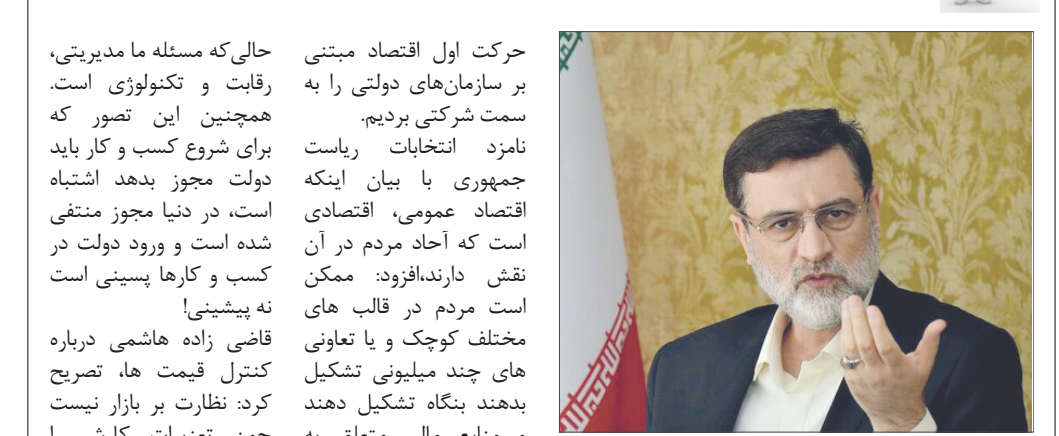 حرکت اول اقتصاد مبتنی
بر سازمان‌های دولتی را به
سمت شرکتی بردیم.
نامزد انتخابات ریاست
جمهوری با بیان اینکه
اقتصاد عمومی، اقتصادی
است که آحاد مردم در آن
نقش دارند،افزود: ممکن
است مردم در قالب های
مختلف کوچک و یا تعاونی
های چند میلیونی تشکیل
بدهند بنگاه تشکیل دهند
حالی‌که مسئله ما مدیریتی،
رقابت و تکنولوژی است.
همچنین این تصور که
برای شروع کسب و کار باید
دولت مجوز بدهد اشتباه
است، در دنیا مجوز منتفی
شده است و ورود دولت در
کسب و کارها پسینی است
نه پیشینی!
قاضی زاده هاشمی درباره
کنترل قیمت ها، تصریح
کرد: نظارت بر بازار نیست